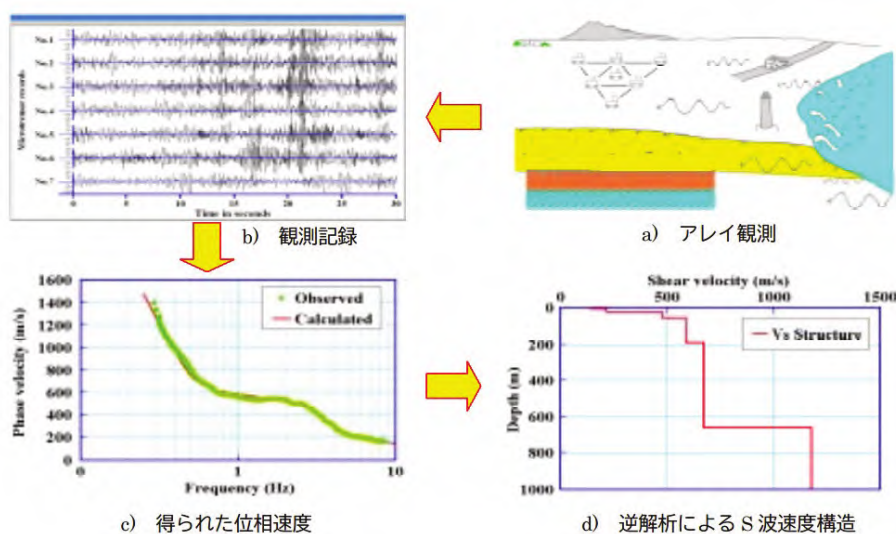 Microtremor records
No.1
No.2
No.3
No.4
No.5
No.6
No.7
0 5 10 15 20 25 30
Time in seconds
b) 観測記録
a) アレイ観測
Phase velocity (m/s)
1600
1400
1200
1000
800
600
400
200
0
Observed
Calculated
0 1 10
Frequency (Hz)
c) 得られた位相速度
Shear velocity (m/s)
0 500 1000 1500
Depth (m)
0
200
400
600
800
1000
Vs Structure
d) 逆解析による S 波速度構造